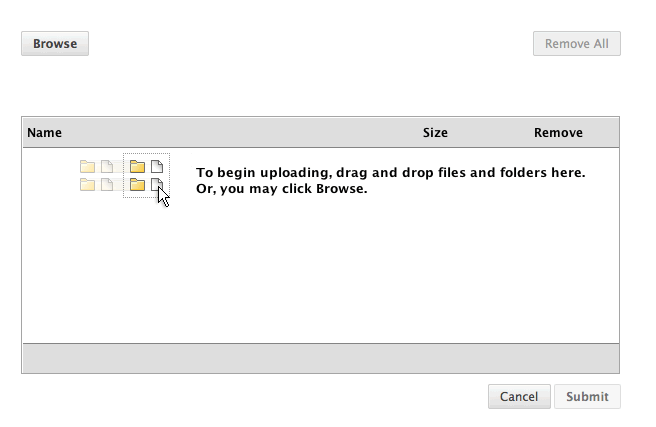 Browse
Remove All
Name Size Remove
To begin uploading, drag and drop files and folders here.
Or, you may click Browse.
Cancel Submit